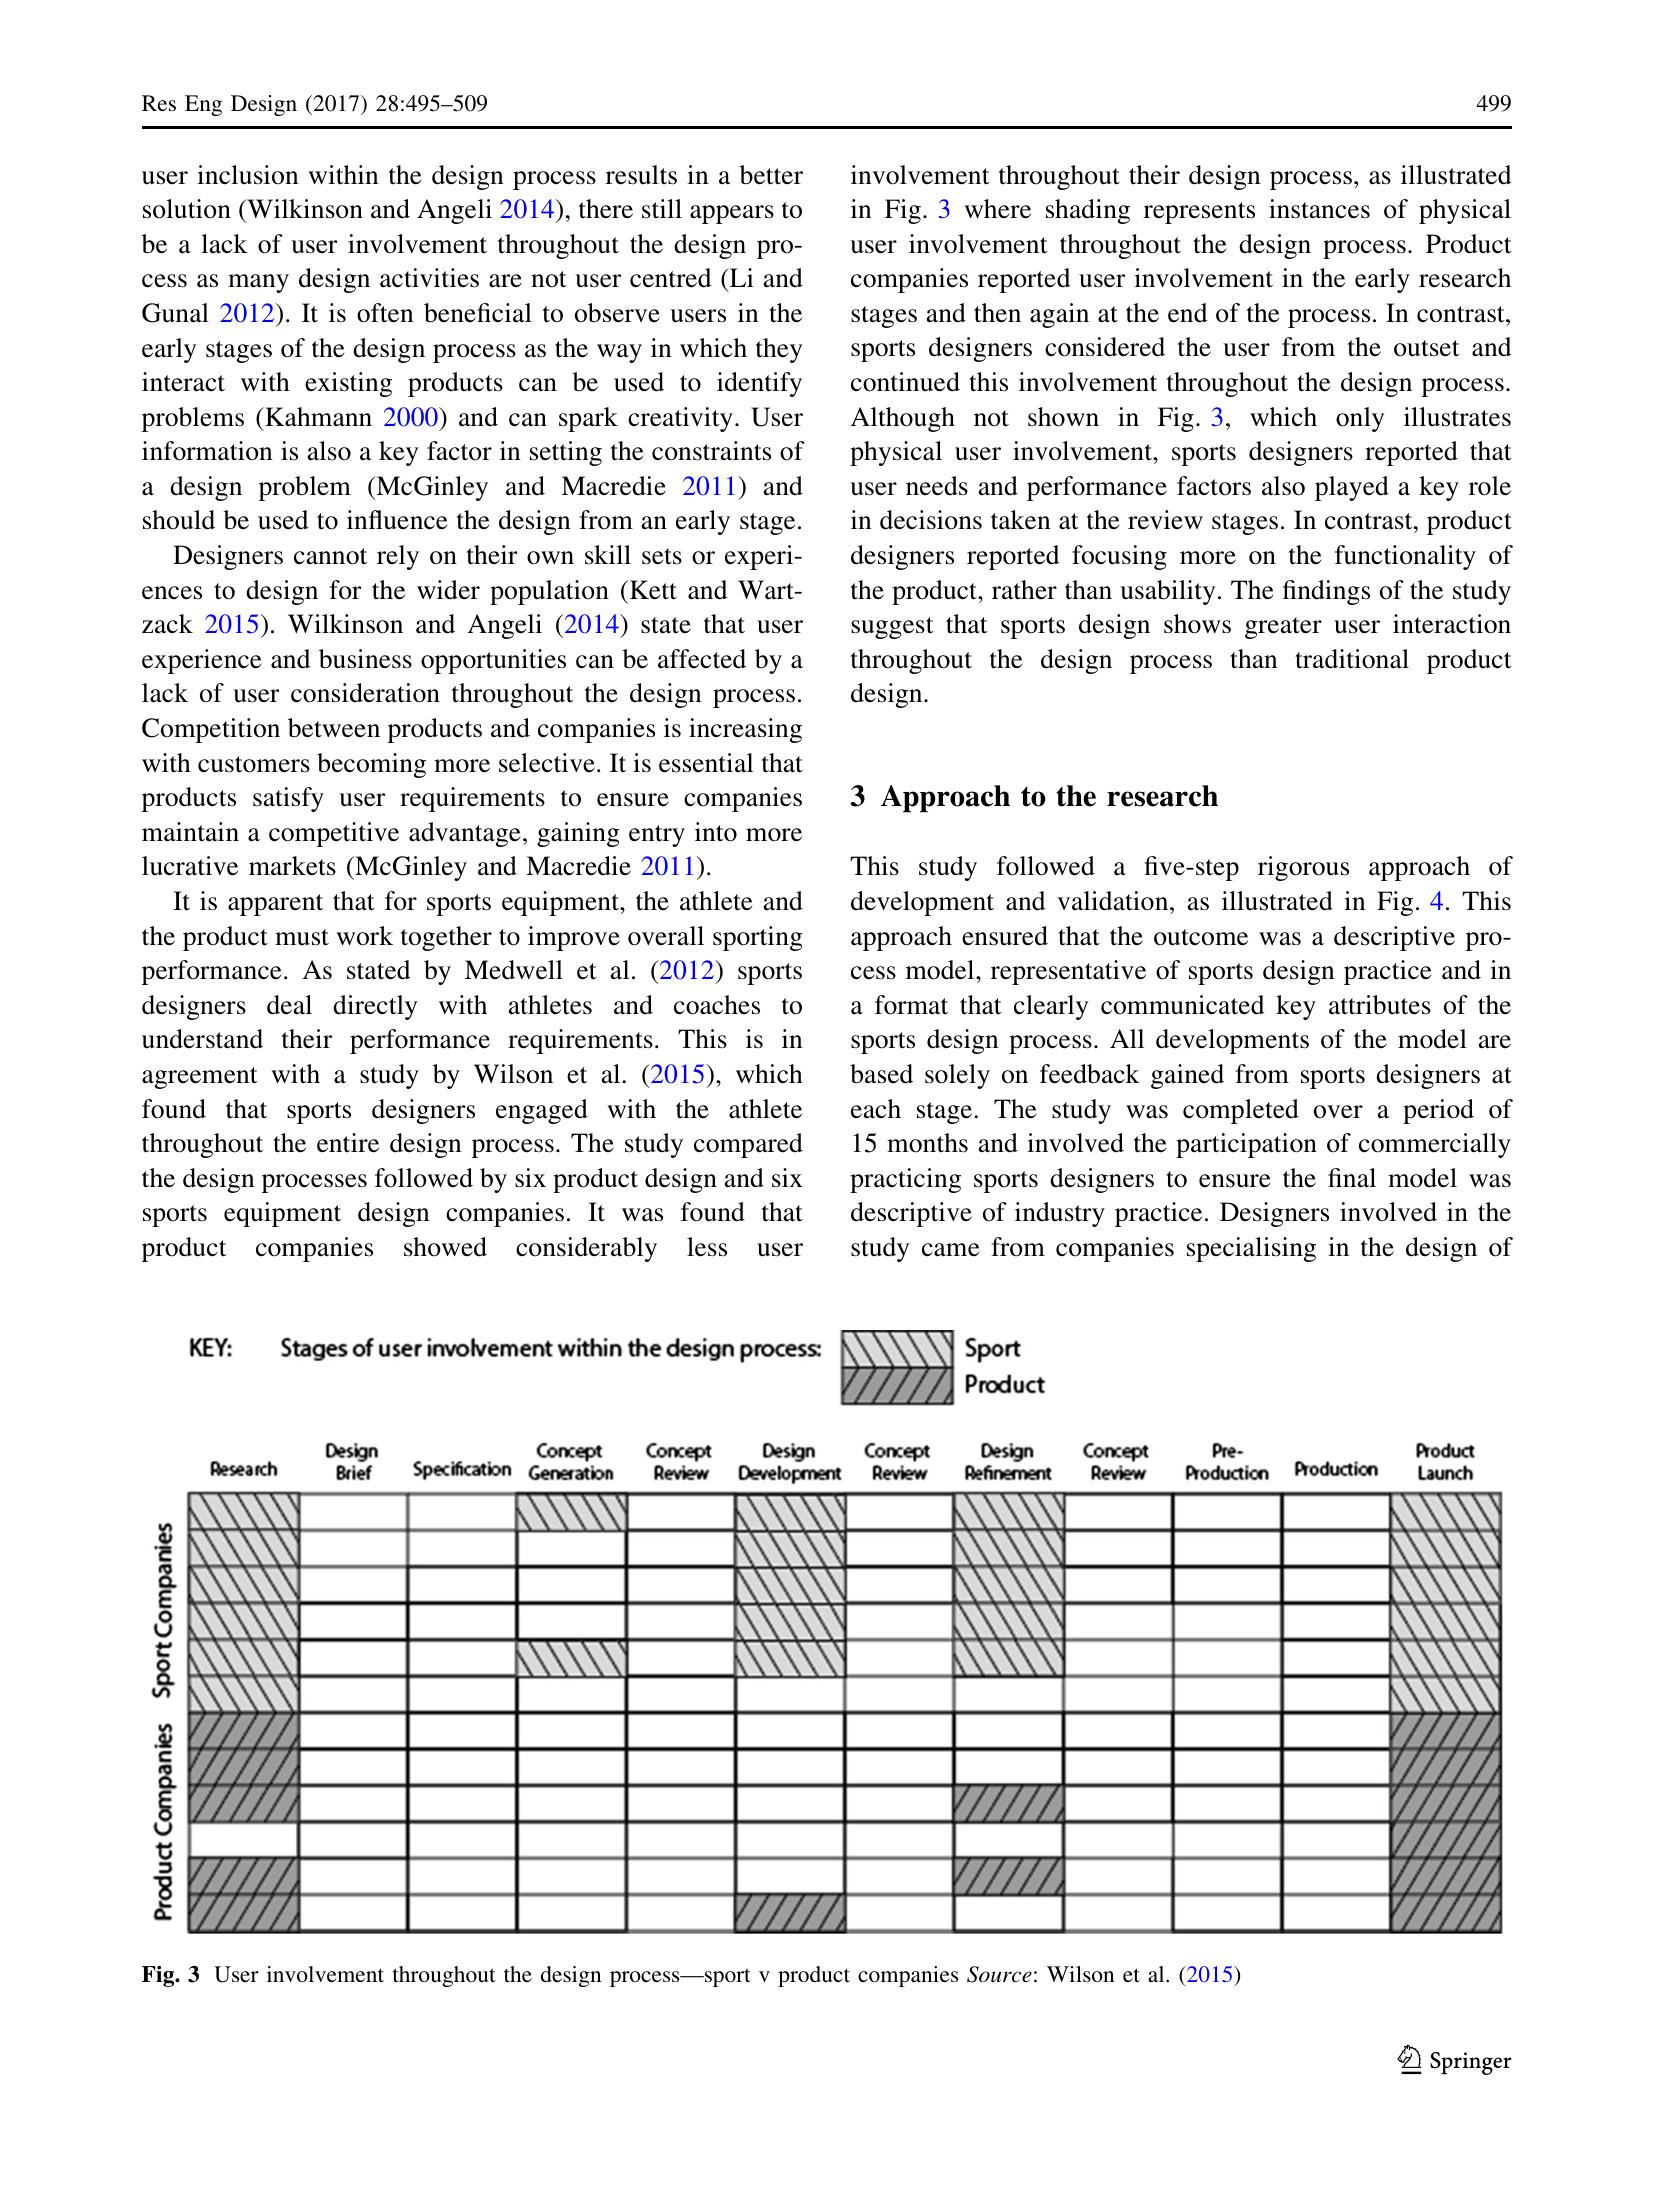 Res Eng Design (2017) 28:495–509
499
user inclusion within the design process results in a better
solution (Wilkinson and Angeli 2014), there still appears to
be a lack of user involvement throughout the design pro-
cess as many design activities are not user centred (Li and
Gunal 2012). It is often beneficial to observe users in the
early stages of the design process as the way in which they
interact with existing products can be used to identify
problems (Kahmann 2000) and can spark creativity. User
information is also a key factor in setting the constraints of
a design problem (McGinley and Macredie 2011) and
should be used to influence the design from an early stage.
Designers cannot rely on their own skill sets or experi-
ences to design for the wider population (Kett and Wart-
zack 2015). Wilkinson and Angeli (2014) state that user
experience and business opportunities can be affected by a
lack of user consideration throughout the design process.
Competition between products and companies is increasing
with customers becoming more selective. It is essential that
products satisfy user requirements to ensure companies
maintain a competitive advantage, gaining entry into more
lucrative markets (McGinley and Macredie 2011).
It is apparent that for sports equipment, the athlete and
the product must work together to improve overall sporting
performance. As stated by Medwell et al. (2012) sports
designers deal directly with athletes and coaches to
understand their performance requirements. This is in
agreement with a study by Wilson et al. (2015), which
found that sports designers engaged with the athlete
throughout the entire design process. The study compared
the design processes followed by six product design and six
sports equipment design companies. It was found that
product companies showed considerably less user
involvement throughout their design process, as illustrated
in Fig. 3 where shading represents instances of physical
user involvement throughout the design process. Product
companies reported user involvement in the early research
stages and then again at the end of the process. In contrast,
sports designers considered the user from the outset and
continued this involvement throughout the design process.
Although not shown in Fig. 3, which only illustrates
physical user involvement, sports designers reported that
user needs and performance factors also played a key role
in decisions taken at the review stages. In contrast, product
designers reported focusing more on the functionality of
the product, rather than usability. The findings of the study
suggest that sports design shows greater user interaction
throughout the design process than traditional product
design.
3 Approach to the research
This study followed a five-step rigorous approach of
development and validation, as illustrated in Fig. 4. This
approach ensured that the outcome was a descriptive pro-
cess model, representative of sports design practice and in
a format that clearly communicated key attributes of the
sports design process. All developments of the model are
based solely on feedback gained from sports designers at
each stage. The study was completed over a period of
15 months and involved the participation of commercially
practicing sports designers to ensure the final model was
descriptive of industry practice. Designers involved in the
study came from companies specialising in the design of
KEY: Stages of user involvement within the design process:
Sport
Product
Research
Design
Brief
Specification
Concept
Generation
Concept
Review
Design
Development
Concept
Review
Design
Refinement
Concept
Review
Pre-
Production
Production
Product
Launch
Sport Companies
Product Companies
Fig. 3 User involvement throughout the design process—sport v product companies Source: Wilson et al. (2015)
Springer